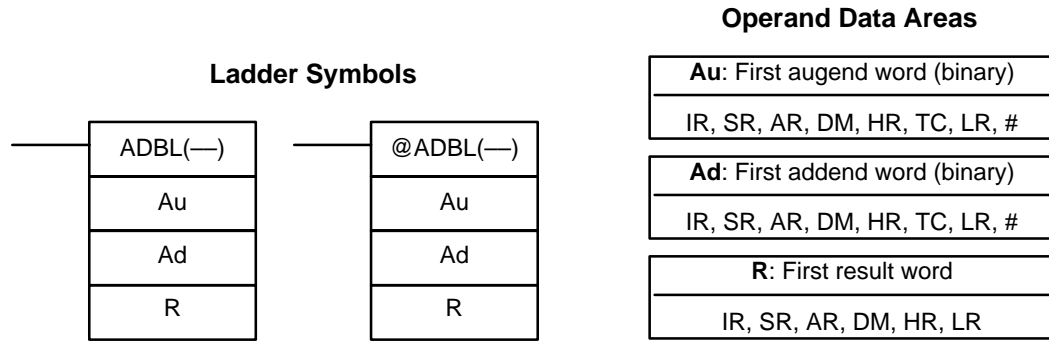 Ladder Symbols
ADBL(––)
Au
Ad
R
@ADBL(––)
Au
Ad
R
Operand Data Areas
Au: First augend word (binary)
IR, SR, AR, DM, HR, TC, LR, #
Ad: First addend word (binary)
IR, SR, AR, DM, HR, TC, LR, #
R: First result word
IR, SR, AR, DM, HR, LR